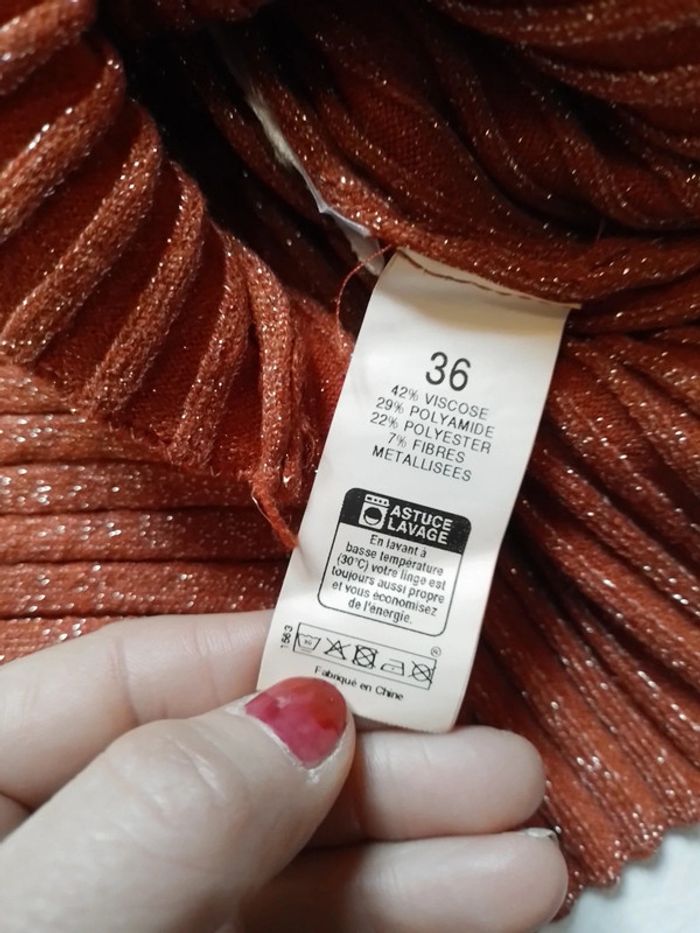 36
42% VISCOSE
29% POLYAMIDE
22% POLYESTER
7% FIBRES
METALLISEES
ASTUCE
LAVAGE
En lavant à
basse température
(30°C) votre linge est
toujours aussi propre
et vous économisez
de l'énergie.
®
Fabriqué en Chine